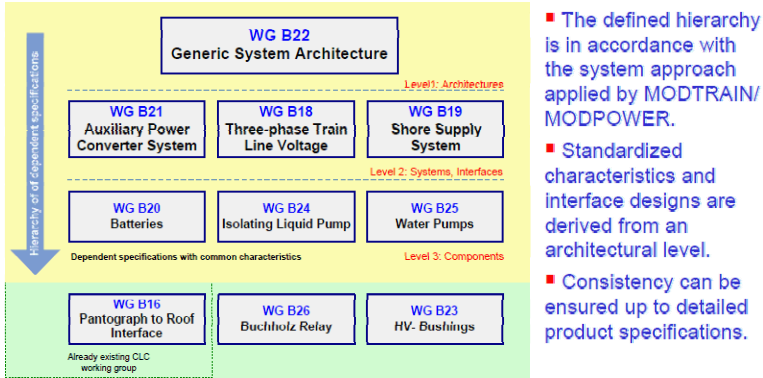 WG B22
Generic System Architecture
Level1: Architectures
WG B21
Auxiliary Power
Converter System
WG B18
Three-phase Train
Line Voltage
WG B19
Shore Supply
System
Level 2: Systems, Interfaces
WG B20
Batteries
WG B24
Isolating Liquid Pump
WG B25
Water Pumps
Dependent specifications with common characteristics
Level 3: Components
WG B16
Pantograph to Roof
Interface
WG B26
Buchholz Relay
WG B23
HV- Bushings
Already existing CLC
working group
Hierarchy of of dependent specifications
The defined hierarchy
is in accordance with
the system approach
applied by MODTRAIN/
MODPOWER.
Standardized
characteristics and
interface designs are
derived from an
architectural level.
Consistency can be
ensured up to detailed
product specifications.